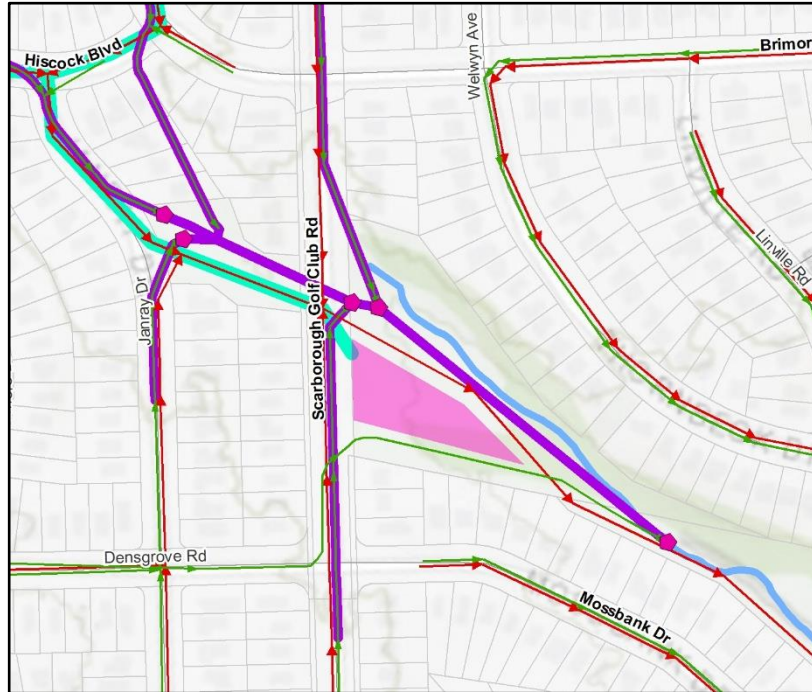 Hiscock Blvd
Welwyn Ave
Brimor
Linville Rd
Scarborough Golf Club Rd
Janray Dr
Densgrove Rd
Mossbank Dr